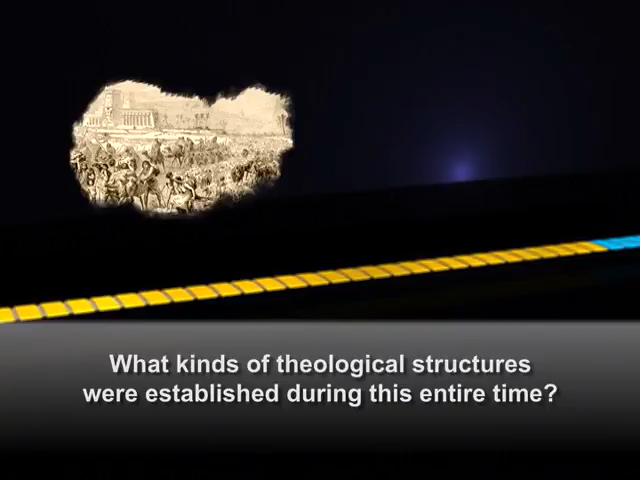 What kinds of theological structures
were established during this entire time?